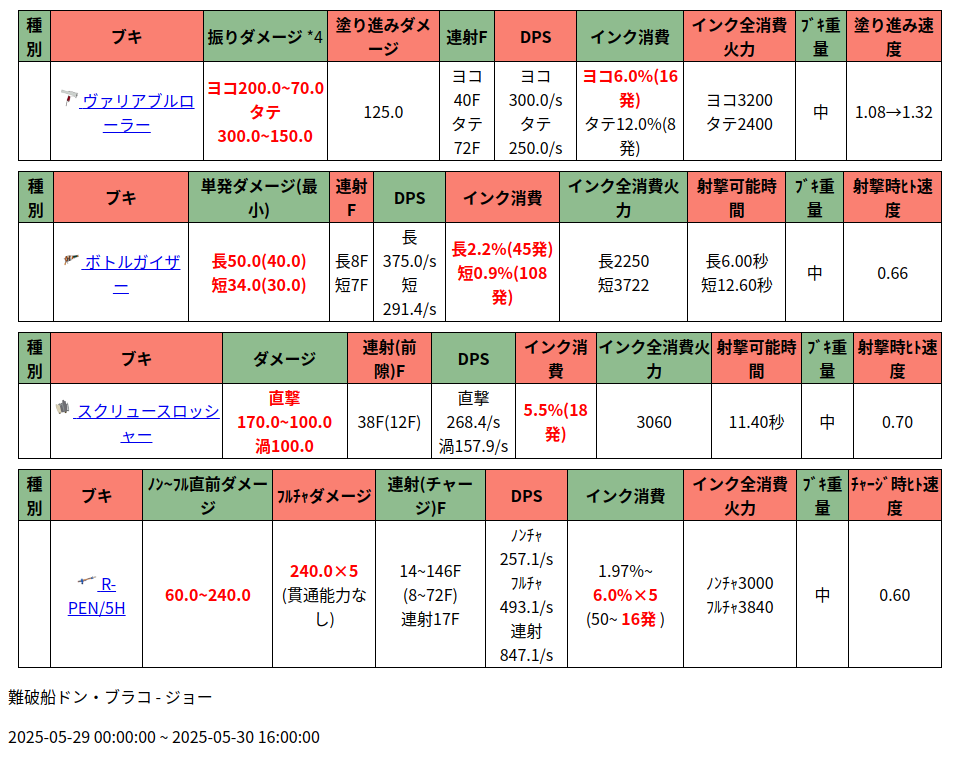 種別 ブキ 振りダメージ *4 塗り進みダメージ 連射F DPS インク消費 インク全消費火力 ﾌﾞｷ重量 塗り進み速度
ヴァリアブルローラー ヨコ200.0~70.0 タテ 300.0~150.0 125.0 ヨコ 40F タテ 72F ヨコ 300.0/s タテ 250.0/s ヨコ6.0%(16発) タテ12.0%(8発) ヨコ3200 タテ2400 中 1.08→1.32
種別 ブキ 単発ダメージ(最小) 連射F DPS インク消費 インク全消費火力 射撃可能時間 ﾌﾞｷ重量 射撃時ﾋﾄ速度
ボトルガイザー 長50.0(40.0) 短34.0(30.0) 長8F 短7F 長 375.0/s 短 291.4/s 長2.2%(45発) 短0.9%(108発) 長2250 短3722 長6.00秒 短12.60秒 中 0.66
種別 ブキ ダメージ 連射(前隙)F DPS インク消費 インク全消費火力 射撃可能時間 ﾌﾞｷ重量 射撃時ﾋﾄ速度
スクリュースロッシャー 直撃 170.0~100.0 渦100.0 38F(12F) 直撃 268.4/s 渦157.9/s 5.5%(18発) 3060 11.40秒 中 0.70
種別 ブキ ﾉﾝ~ﾌﾙ直前ダメージ ﾌﾙﾁｬダメージ 連射(チャージ)F DPS インク消費 インク全消費火力 ﾌﾞｷ重量 ﾁｬｰｼﾞ時ﾋﾄ速度
R-PEN/5H 60.0~240.0 240.0×5 (貫通能力なし) 14~146F (8~72F) 連射17F ﾉﾝﾁｬ 257.1/s ﾌﾙﾁｬ 493.1/s 連射 847.1/s 1.97%~ 6.0%×5 (50~ 16発 ) ﾉﾝﾁｬ3000 ﾌﾙﾁｬ3840 中 0.60
難破船ドン・ブラコ - ジョー
2025-05-29 00:00:00 ~ 2025-05-30 16:00:00